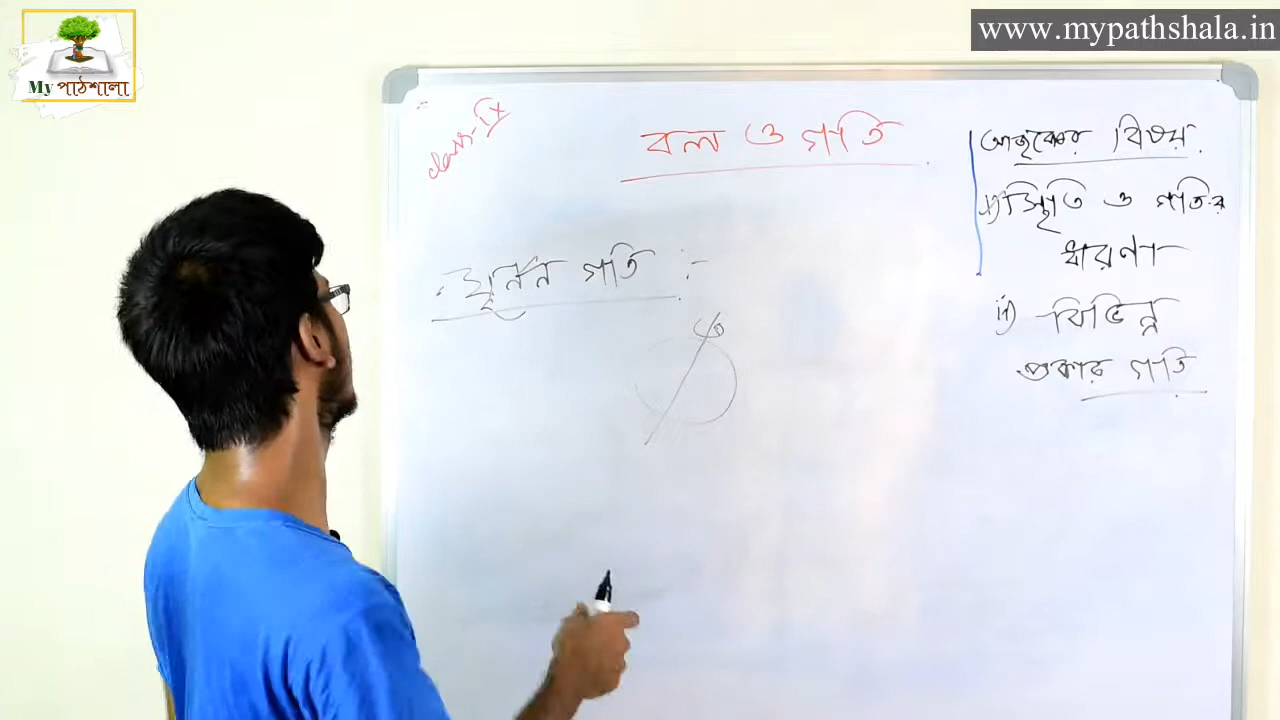 My পাঠশালা
www.mypathshala.in
class-IX
বল ও গতি
আজকের বিষয়
i) স্থিতি ও গতির
ধারণা
ii) বিভিন্ন
প্রকার গতি
ঘূর্নন গতি :-